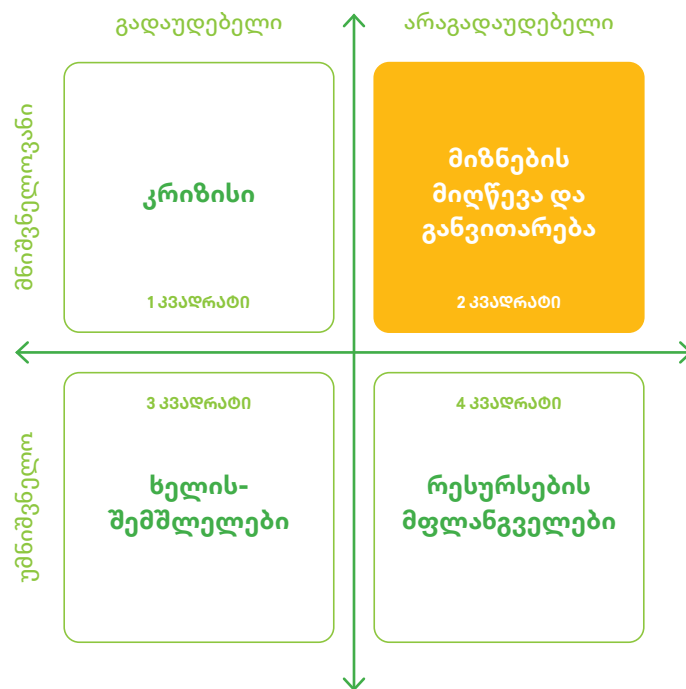 გადაუდებელი
არაგადაუდებელი
მნიშვნელოვანი
კრიზისი
1 ᲙᲕᲐᲓᲠᲐᲢᲘ
მიზნების
მიღწევა და
განვითარება
2 ᲙᲕᲐᲓᲠᲐᲢᲘ
უმნიშვნელო
3 ᲙᲕᲐᲓᲠᲐᲢᲘ
ხელის-
შემშლელები
4 ᲙᲕᲐᲓᲠᲐᲢᲘ
რესურსების
მფლანგველები